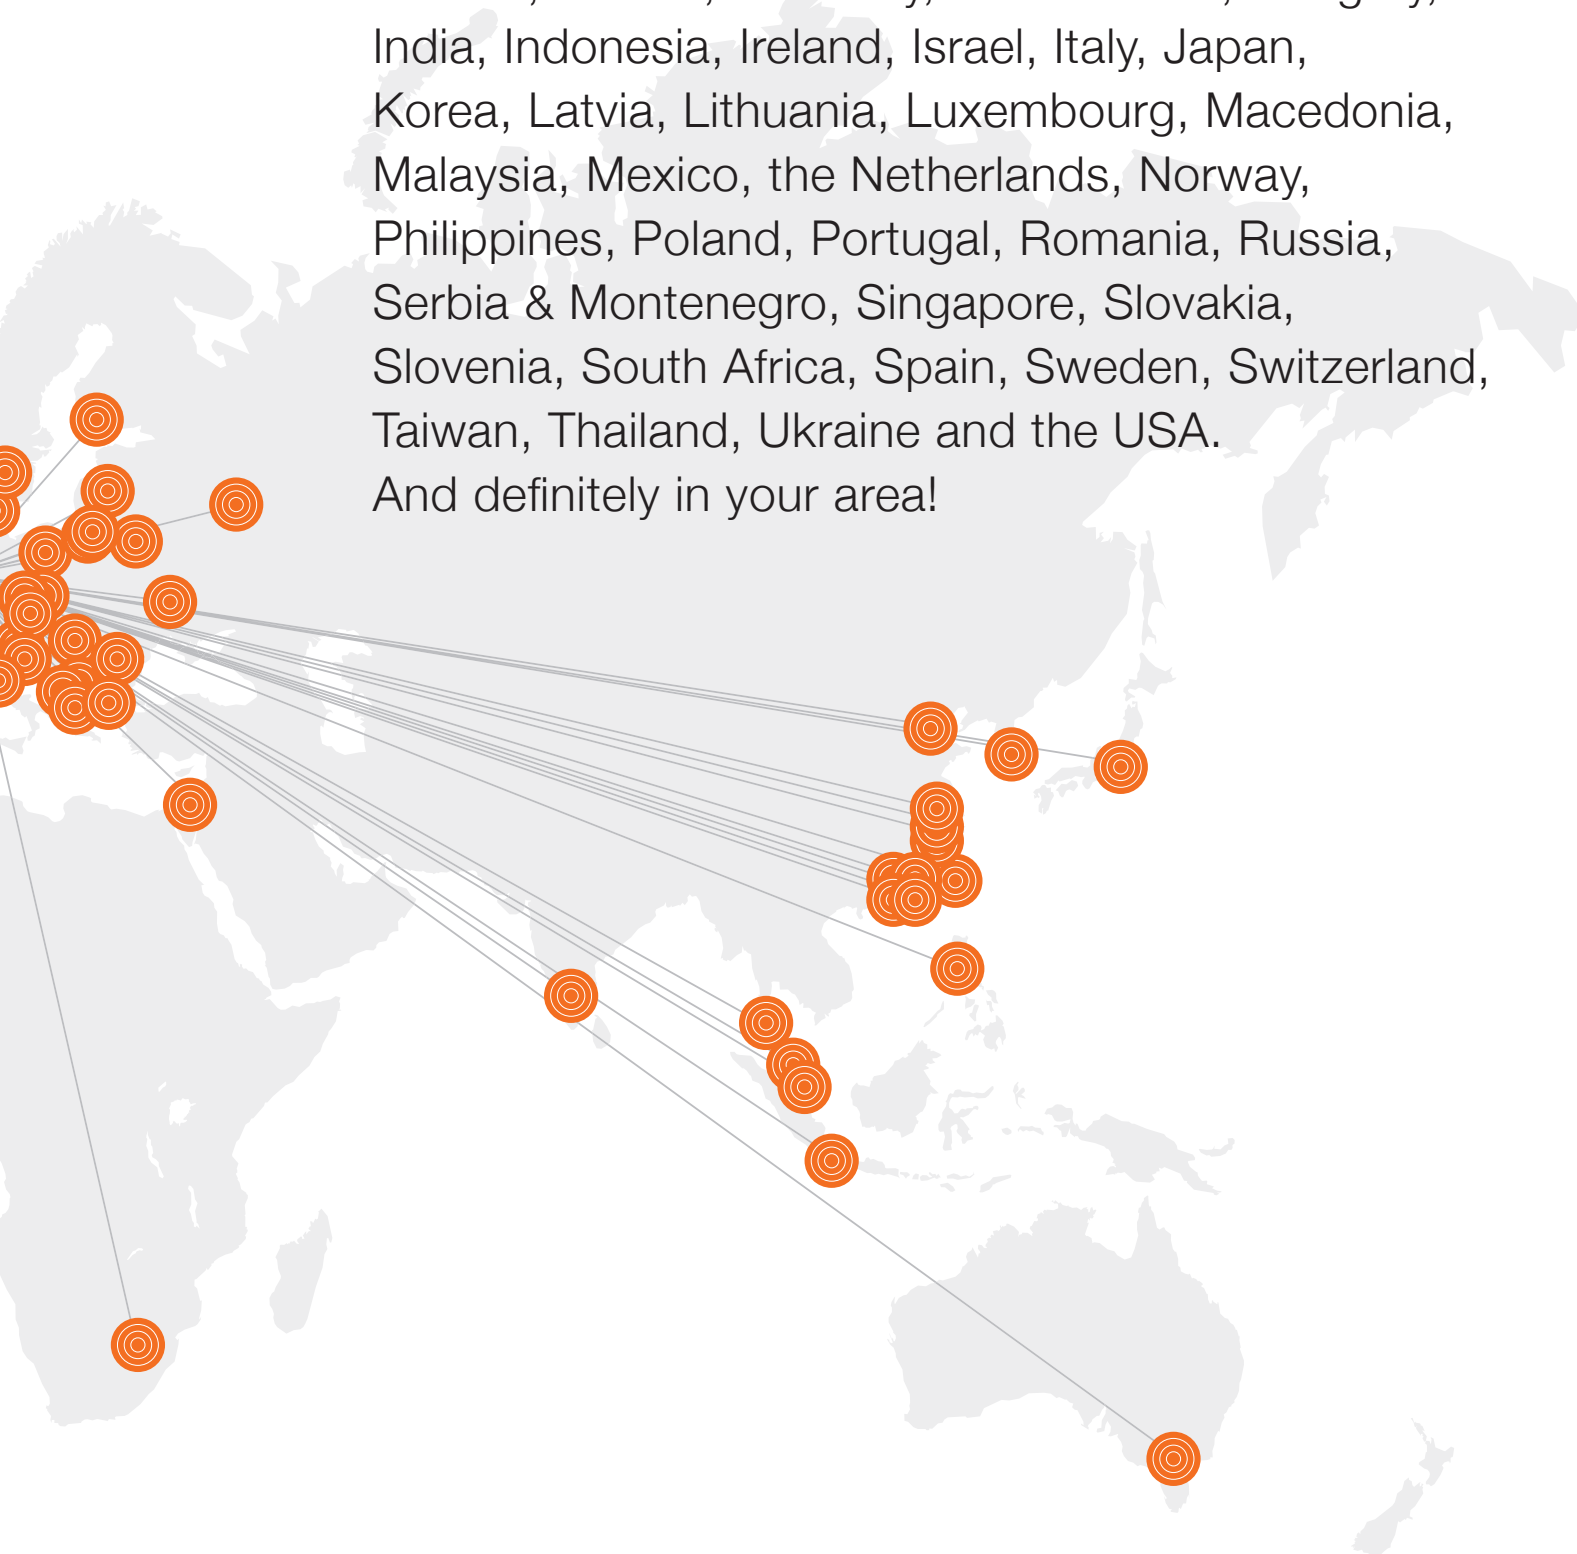 India, Indonesia, Ireland, Israel, Italy, Japan,
Korea, Latvia, Lithuania, Luxembourg, Macedonia,
Malaysia, Mexico, the Netherlands, Norway,
Philippines, Poland, Portugal, Romania, Russia,
Serbia & Montenegro, Singapore, Slovakia,
Slovenia, South Africa, Spain, Sweden, Switzerland,
Taiwan, Thailand, Ukraine and the USA.
And definitely in your area!